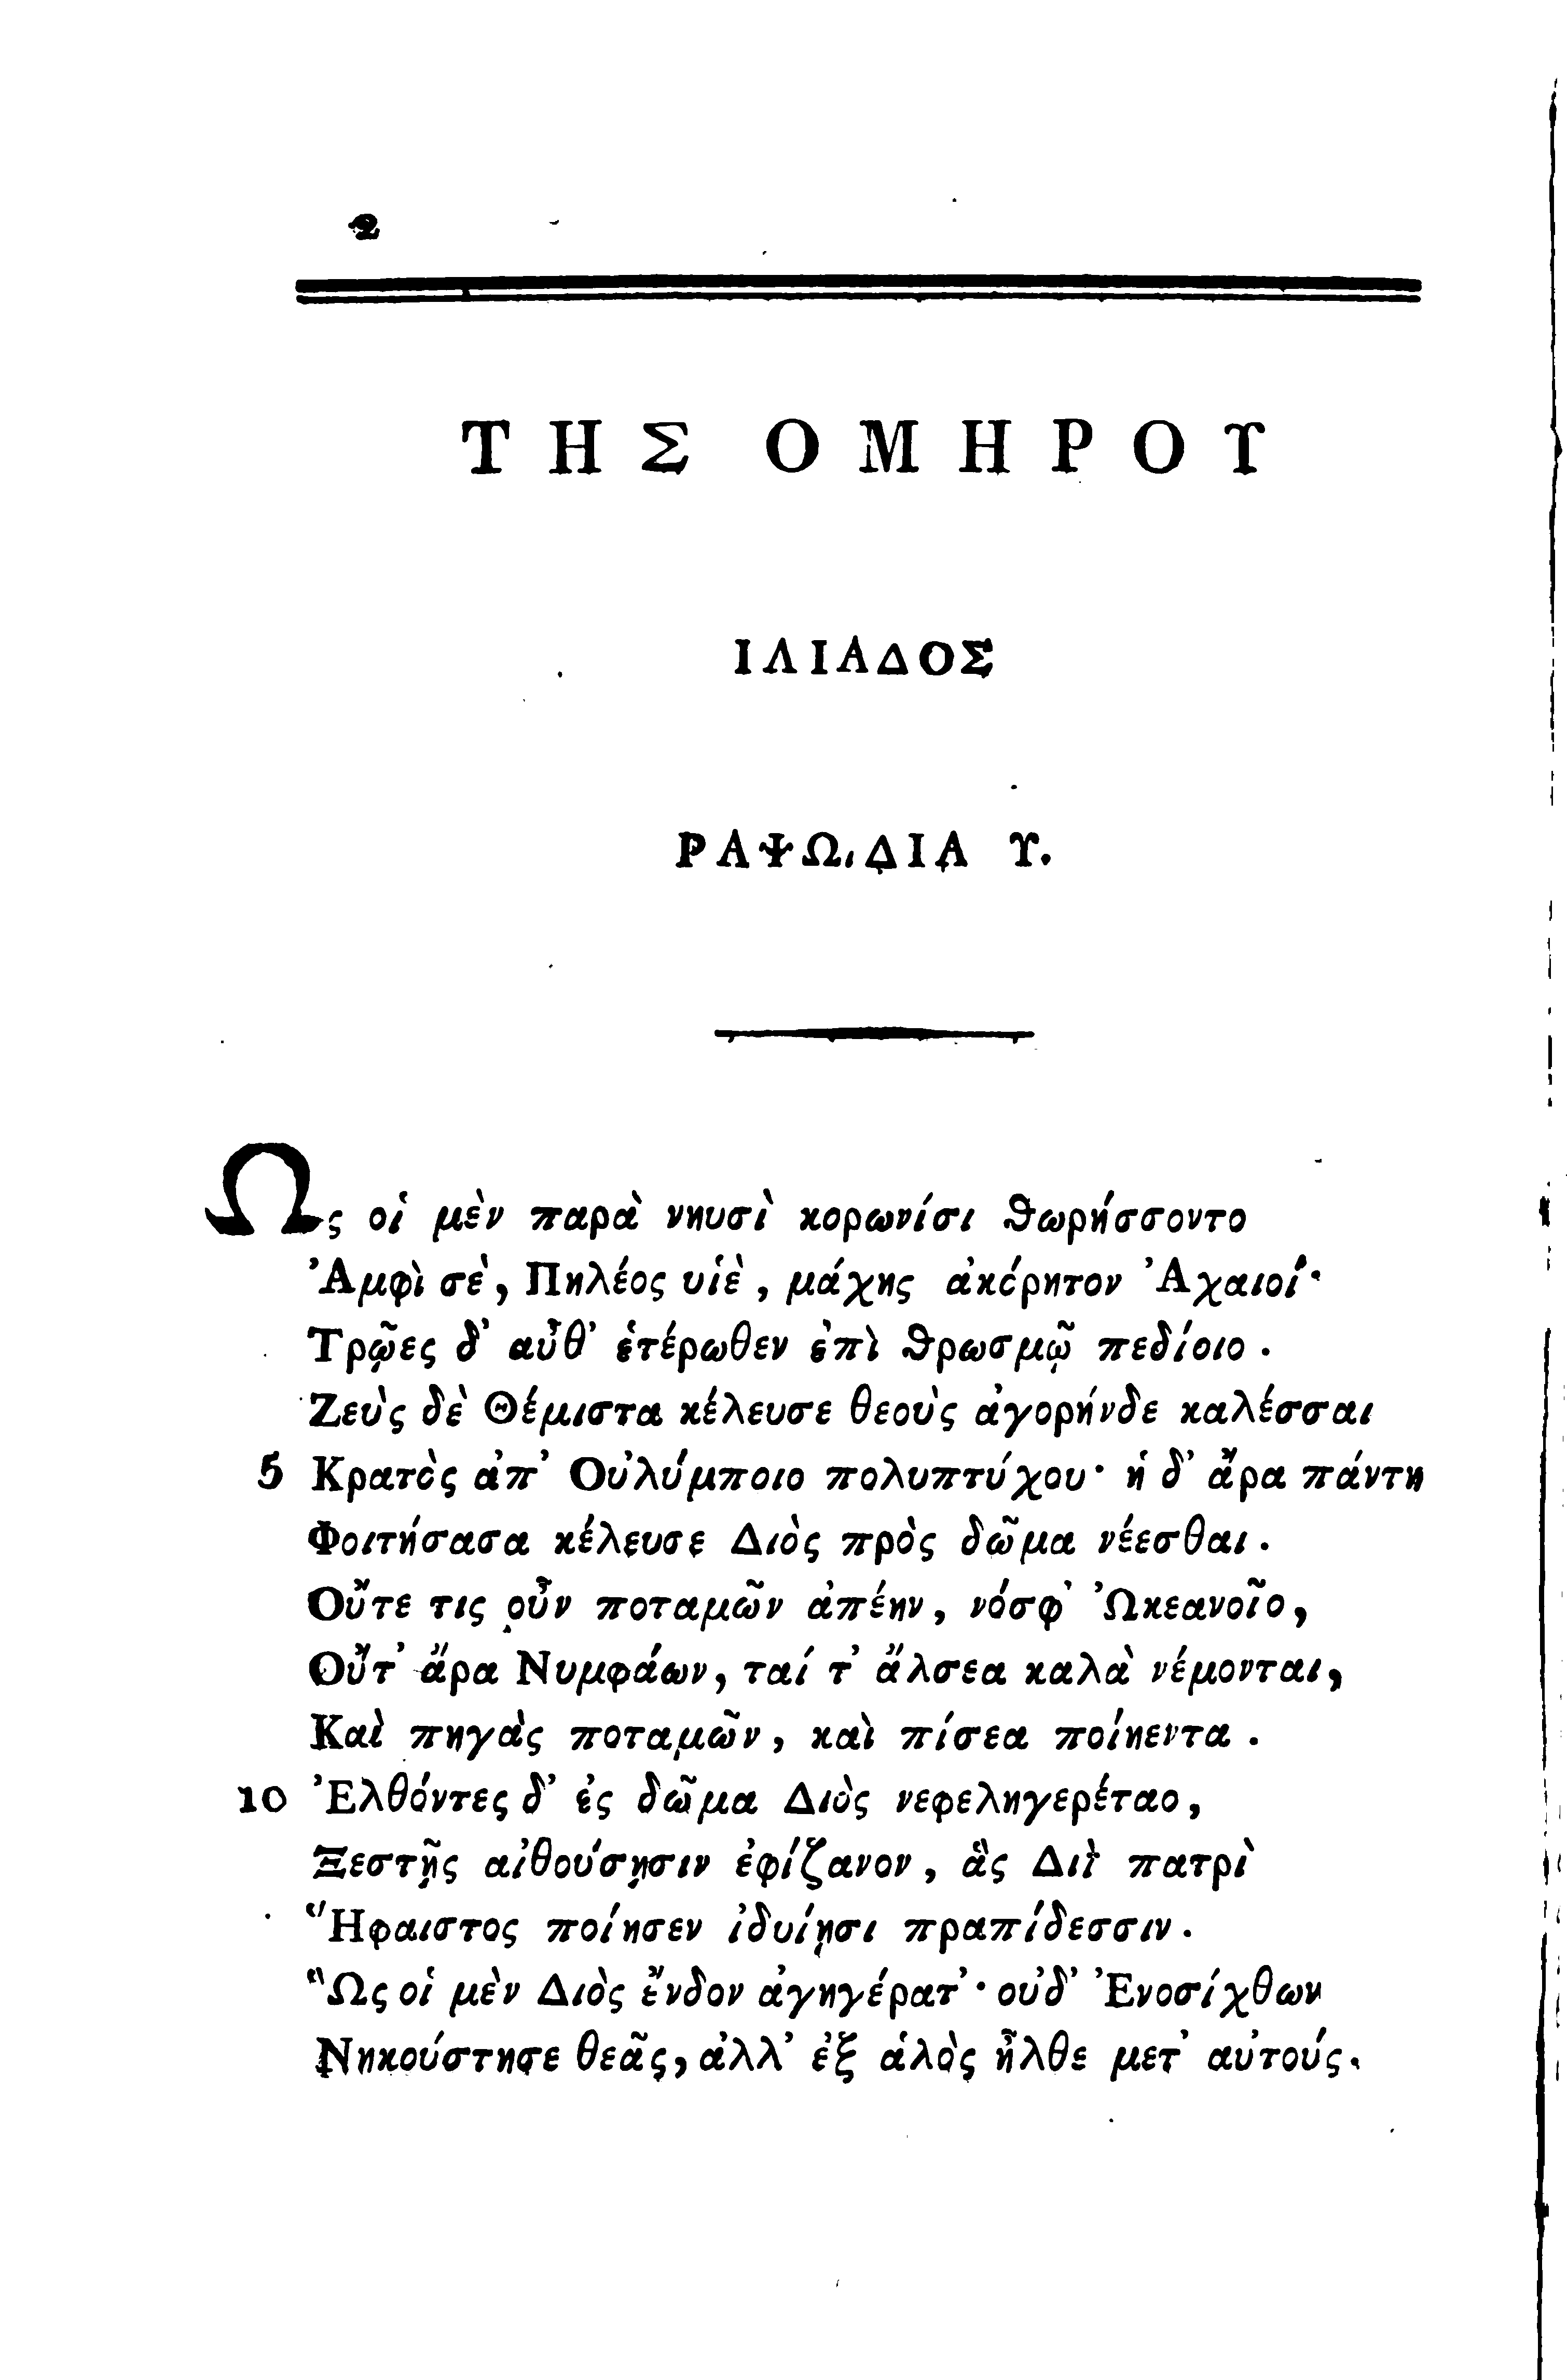 2
ΤΗΣ ΟΜΗΡΟΥ
ΙΛΙΑΔΟΣ
ΡΑΨΩιΔΙΑ Υ.
Ως οἱ μὲν παρὰ νηυσὶ κορωνίσι ϑωρήσσοντο
Ἀμφὶ σὲ, Πηλέος υἱὲ, μάχης ἀκόρητον Ἀχαιοί·
Τρῶες δ’ αὖθ’ ἑτέρωθεν ἐπὶ ϑρωσμῷ πεδίοιο.
Ζεὺς δὲ Θέμιστα κέλευσε θεοὺς ἀγορήνδε καλέσσαι
5 Κρατὸς ἀπ’ Οὐλύμποιο πολυπτύχου· ἡ δ’ ἄρα πάντη
Φοιτήσασα κέλευσε Διὸς πρὸς δῶμα νέεσθαι.
Οὔτε τις οὖν ποταμῶν ἀπέην, νόσφ’ Ὠκεανοῖο,
Οὔτ’ ἄρα Νυμφάων, ταί τ’ ἄλσεα καλὰ νέμονται,
Καὶ πηγὰς ποταμῶν, καὶ πίσεα ποίηεντα.
10 Ἐλθόντες δ’ ἐς δῶμα Διὸς νεφεληγερέταο,
Ξεστῇς αἰθούσῃσιν ἐφίζανον, ἃς Διῒ πατρὶ
Ἥφαιστος ποίησεν ἰδυίῃσι πραπίδεσσιν.
Ὣς οἱ μὲν Διὸς ἔνδον ἀγηγέρατ’· οὐδ’ Ἐνοσίχθων
Νηκούστησε θεᾶς, ἀλλ’ ἐξ ἁλὸς ἦλθε μετ’ αὐτούς.